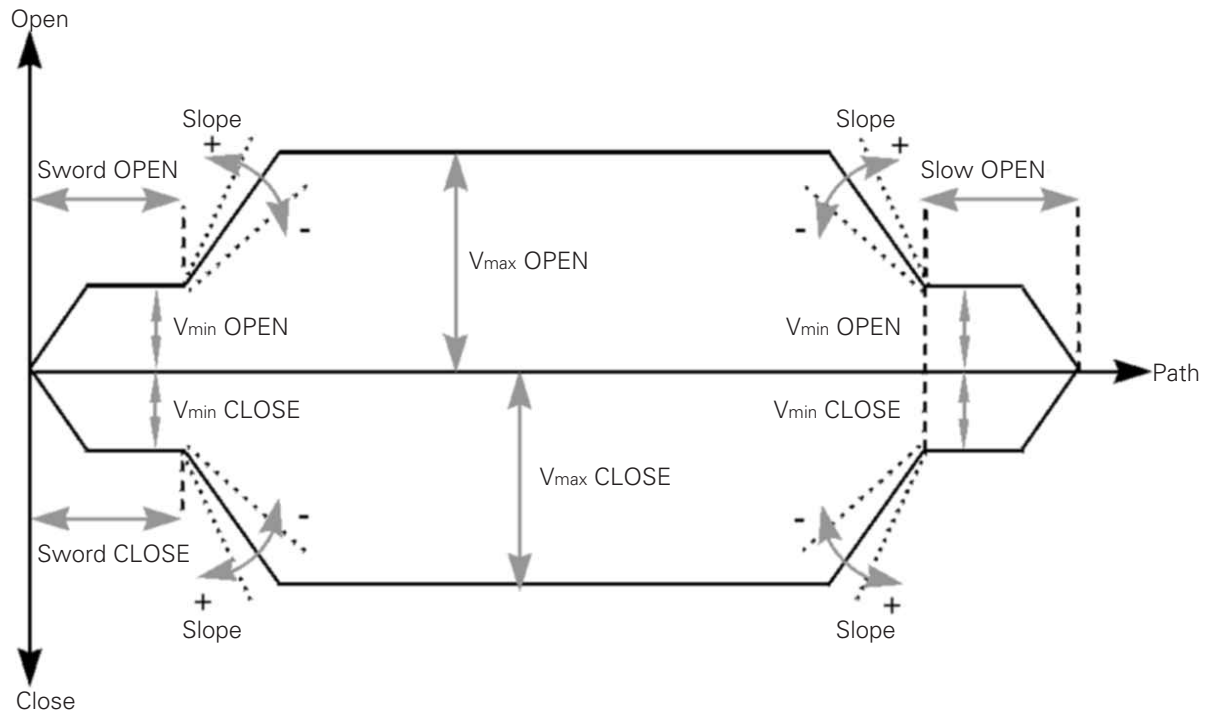 Open
Slope
+
Slope
+
Sword OPEN
Slow OPEN
-
-
Vmax OPEN
Vmin OPEN
Vmin OPEN
Path
Vmin CLOSE
Vmin CLOSE
Vmax CLOSE
-
-
Sword CLOSE
+
Slope
+
Slope
Close